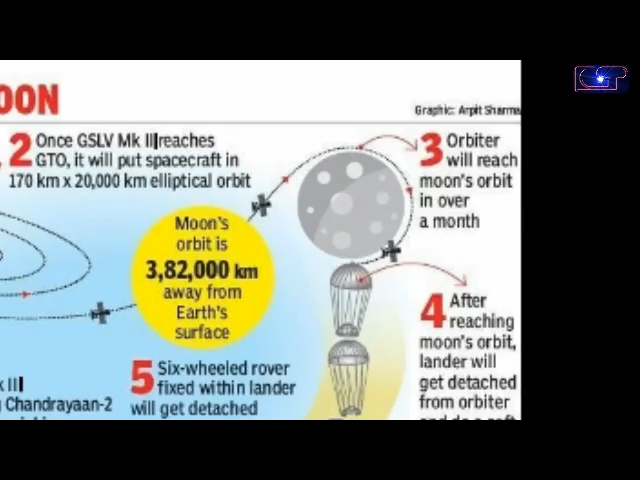 OON
Graphic: Arpit Sharma
2 Once GSLV Mk III reaches
GTO, it will put spacecraft in
170 km x 20,000 km elliptical orbit
3 Orbiter
will reach
moon's orbit
in over
a month
Moon's
orbit is
3,82,000 km
away from
Earth's
surface
4 After
reaching
moon's orbit,
lander will
get detached
from orbiter
5 Six-wheeled rover
fixed within lander
will get detached
k III
Chandrayaan-2